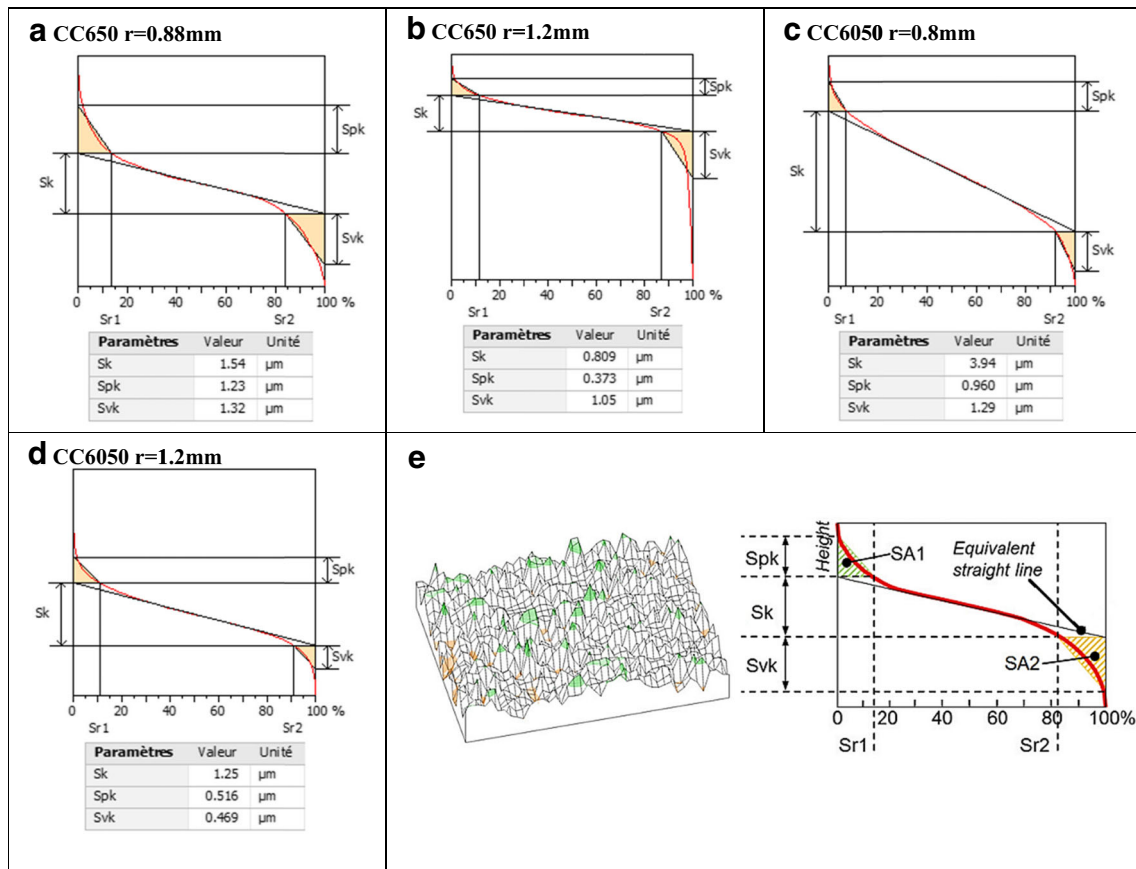 a CC650 r=0.88mm
Spk
Sk
Svk
0 20 40 60 80 100 %
Sr1 Sr2
Paramètres Valeur Unité
Sk 1.54 µm
Spk 1.23 µm
Svk 1.32 µm
b CC650 r=1.2mm
Spk
Sk
Svk
0 20 40 60 80 100 %
Sr1 Sr2
Paramètres Valeur Unité
Sk 0.809 µm
Spk 0.373 µm
Svk 1.05 µm
c CC6050 r=0.8mm
Spk
Sk
Svk
0 20 40 60 80 100 %
Sr1 Sr2
Paramètres Valeur Unité
Sk 3.94 µm
Spk 0.960 µm
Svk 1.29 µm
d CC6050 r=1.2mm
Spk
Sk
Svk
0 20 40 60 80 100 %
Sr1 Sr2
Paramètres Valeur Unité
Sk 1.25 µm
Spk 0.516 µm
Svk 0.469 µm
e
Height
Spk
SA1
Equivalent
straight line
Sk
Svk
SA2
0 20 40 60 80 100%
Sr1 Sr2